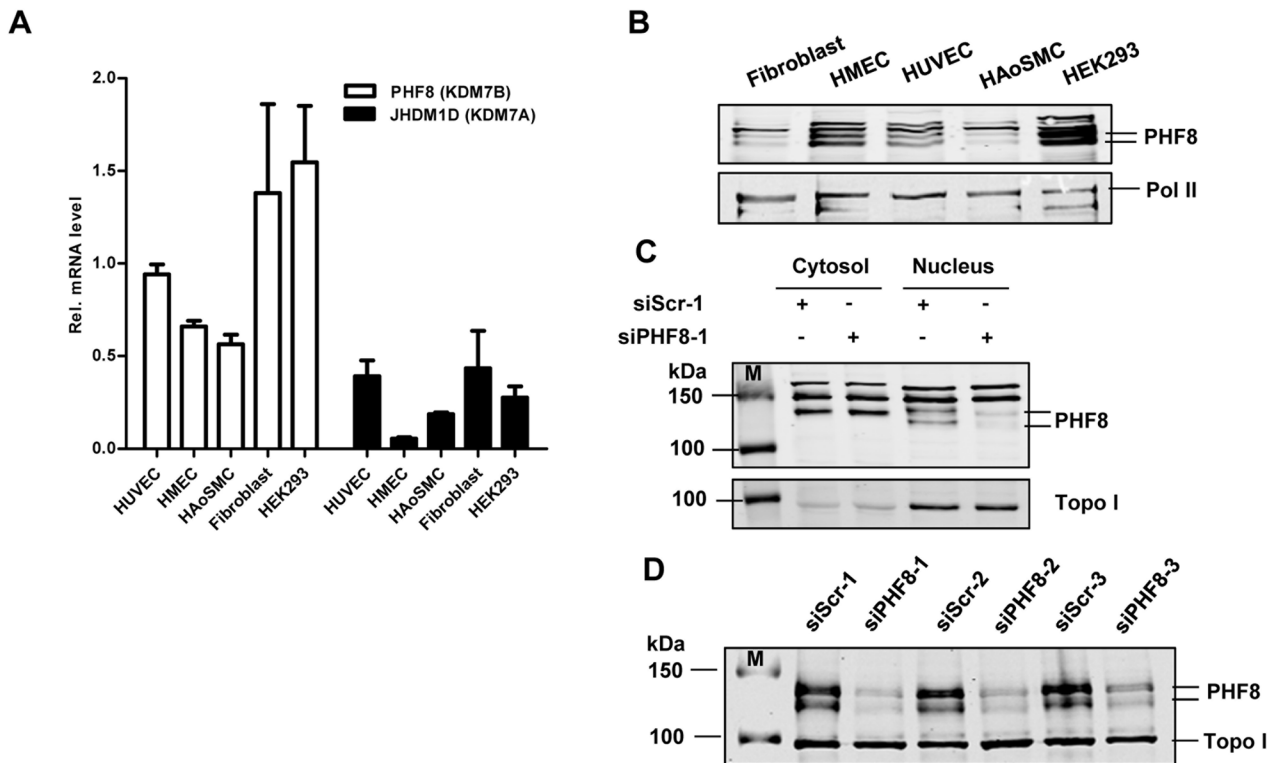 A
2.0
1.5
1.0
0.5
0.0
Rel. mRNA level
PHF8 (KDM7B)
JHDM1D (KDM7A)
HUVEC
HMEC
HAoSMC
Fibroblast
HEK293
HUVEC
HMEC
HAoSMC
Fibroblast
HEK293
B
Fibroblast HMEC HUVEC HAoSMC HEK293
PHF8
Pol II
C
Cytosol Nucleus
siScr-1 + - + -
siPHF8-1 - + - +
kDa
M
150
PHF8
100
100
Topo I
D
siScr-1 siPHF8-1 siScr-2 siPHF8-2 siScr-3 siPHF8-3
kDa
M
150
PHF8
100
Topo I